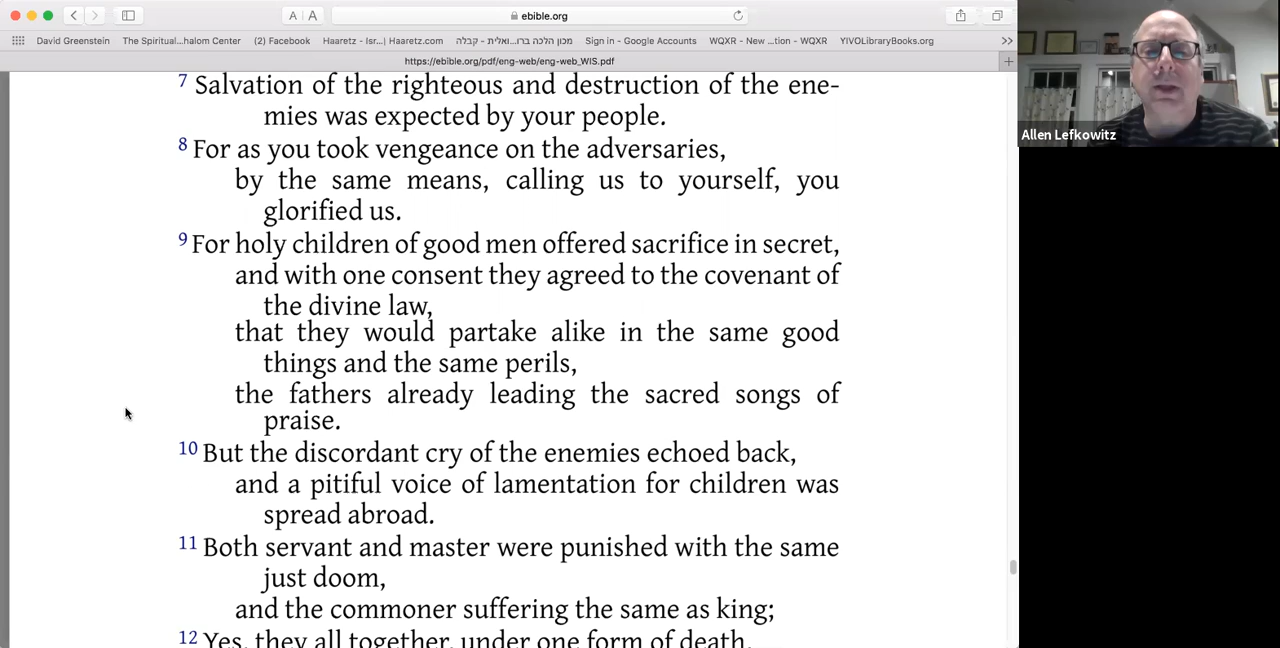 A A
ebible.org
David Greenstein The Spiritual...halom Center (2) Facebook Haaretz - Isr...| Haaretz.com מכון הלכה ברו...ואלית - קבלה Sign in - Google Accounts WQXR - New ...tion - WQXR YIVOLibraryBooks.org >>
https://ebible.org/pdf/eng-web/eng-web_WIS.pdf +
7 Salvation of the righteous and destruction of the ene-
mies was expected by your people.
8 For as you took vengeance on the adversaries,
by the same means, calling us to yourself, you
glorified us.
9 For holy children of good men offered sacrifice in secret,
and with one consent they agreed to the covenant of
the divine law,
that they would partake alike in the same good
things and the same perils,
the fathers already leading the sacred songs of
praise.
10 But the discordant cry of the enemies echoed back,
and a pitiful voice of lamentation for children was
spread abroad.
11 Both servant and master were punished with the same
just doom,
and the commoner suffering the same as king;
12 Yes, they all together, under one form of death,
Allen Lefkowitz